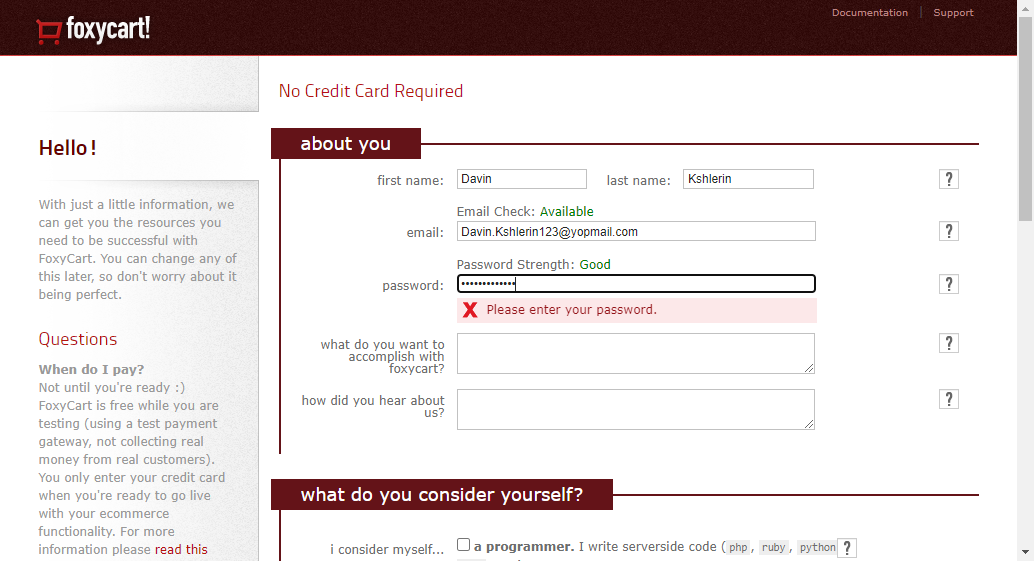 foxycart!
Documentation
Support
No Credit Card Required
Hello!
about you
first name: Davin last name: Kshlerin ?
With just a little information, we
can get you the resources you
need to be successful with
FoxyCart. You can change any of
this later, so don't worry about it
being perfect.
Email Check: Available
email: Davin.Kshlerin123@yopmail.com ?
Password Strength: Good
password: ••••••••••••• ?
X Please enter your password.
what do you want to
accomplish with
foxycart?
?
how did you hear about
us?
?
Questions
When do I pay?
Not until you're ready :)
FoxyCart is free while you are
testing (using a test payment
gateway, not collecting real
money from real customers).
You only enter your credit card
when you're ready to go live
with your ecommerce
functionality. For more
information please read this
what do you consider yourself?
i consider myself... a programmer. I write serverside code (php, ruby, python ?